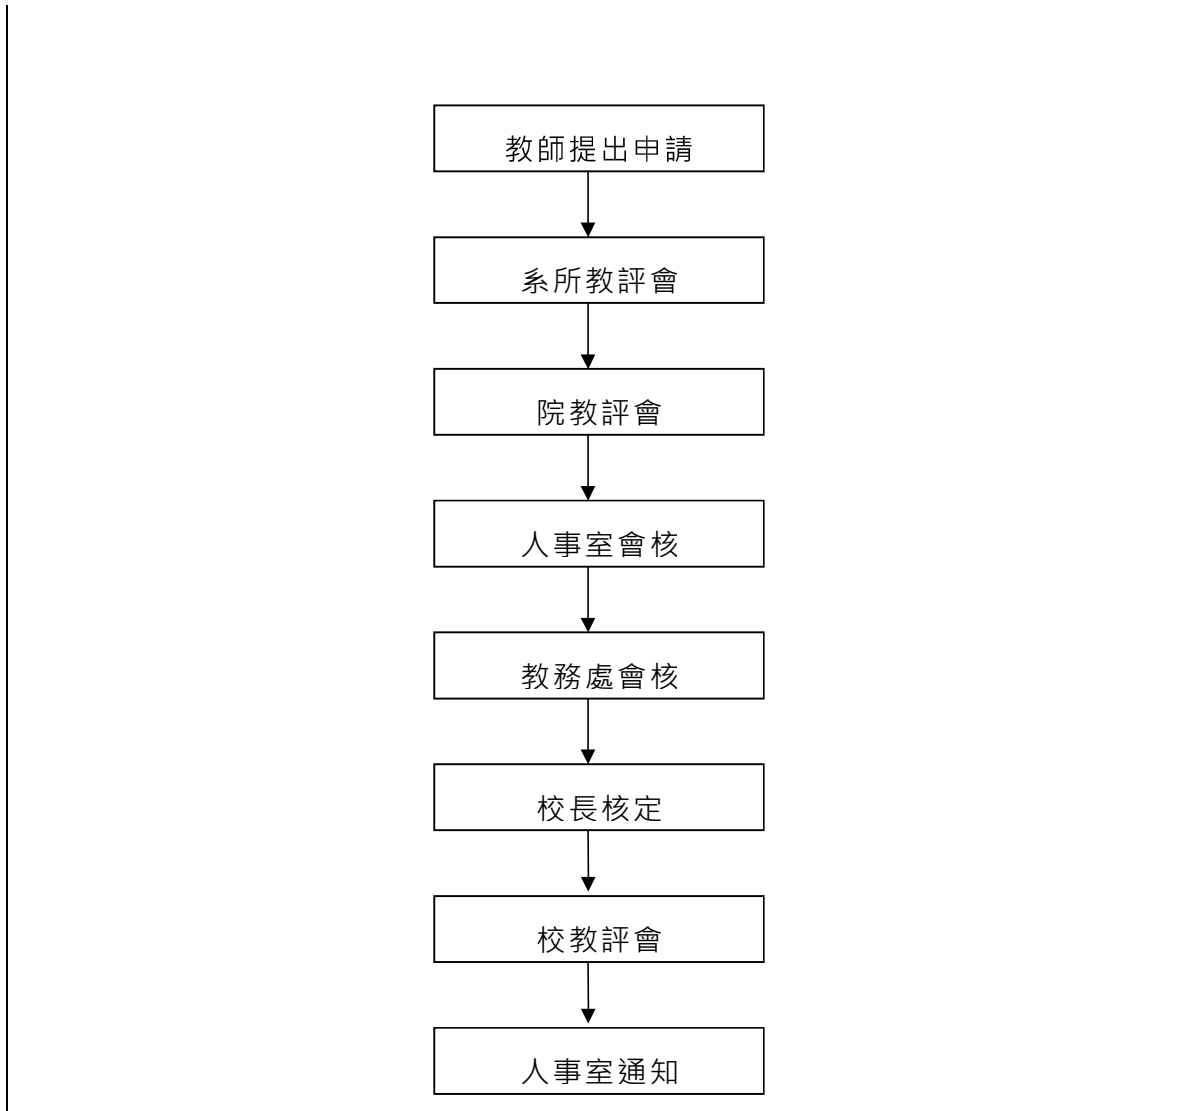 教師提出申請
系所教評會
院教評會
人事室會核
教務處會核
校長核定
校教評會
人事室通知